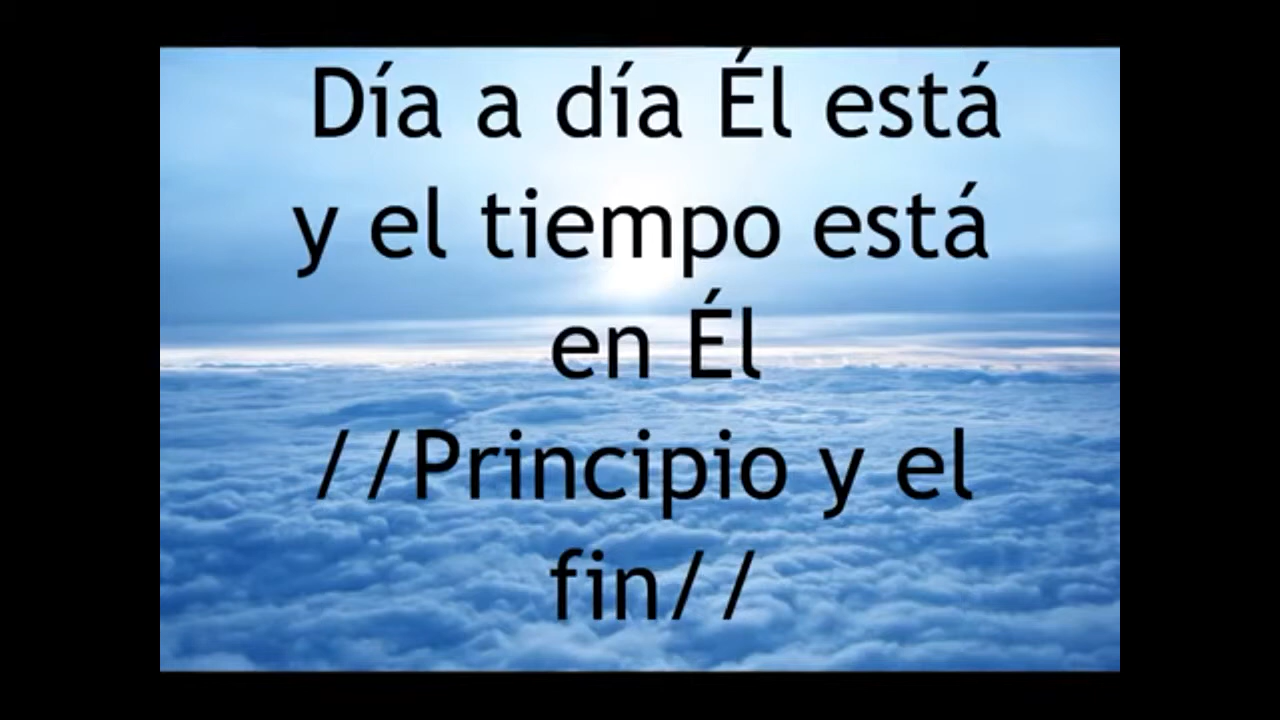 Día a día Él está
y el tiempo está
en Él
//Principio y el
fin//